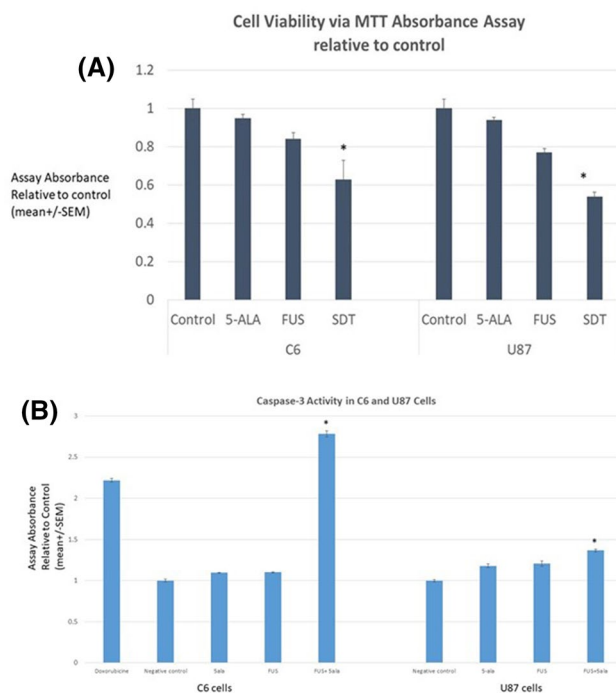 Cell Viability via MTT Absorbance Assay
relative to control
(A)
1.2
1
0.8
0.6
0.4
0.2
0
Assay Absorbance
Relative to control
(mean+/-SEM)
*
*
Control 5-ALA FUS SDT Control 5-ALA FUS SDT
C6 U87
(B)
Caspase-3 Activity in C6 and U87 Cells
3
2.5
2
1.5
1
0.5
0
Assay Absorbance
Relative to Control
(mean+/-SEM)
*
*
Doxorubicine Negative control 5ala FUS FUS+ 5ala Negative control 5-ala FUS FUS+5ala
C6 cells U87 cells